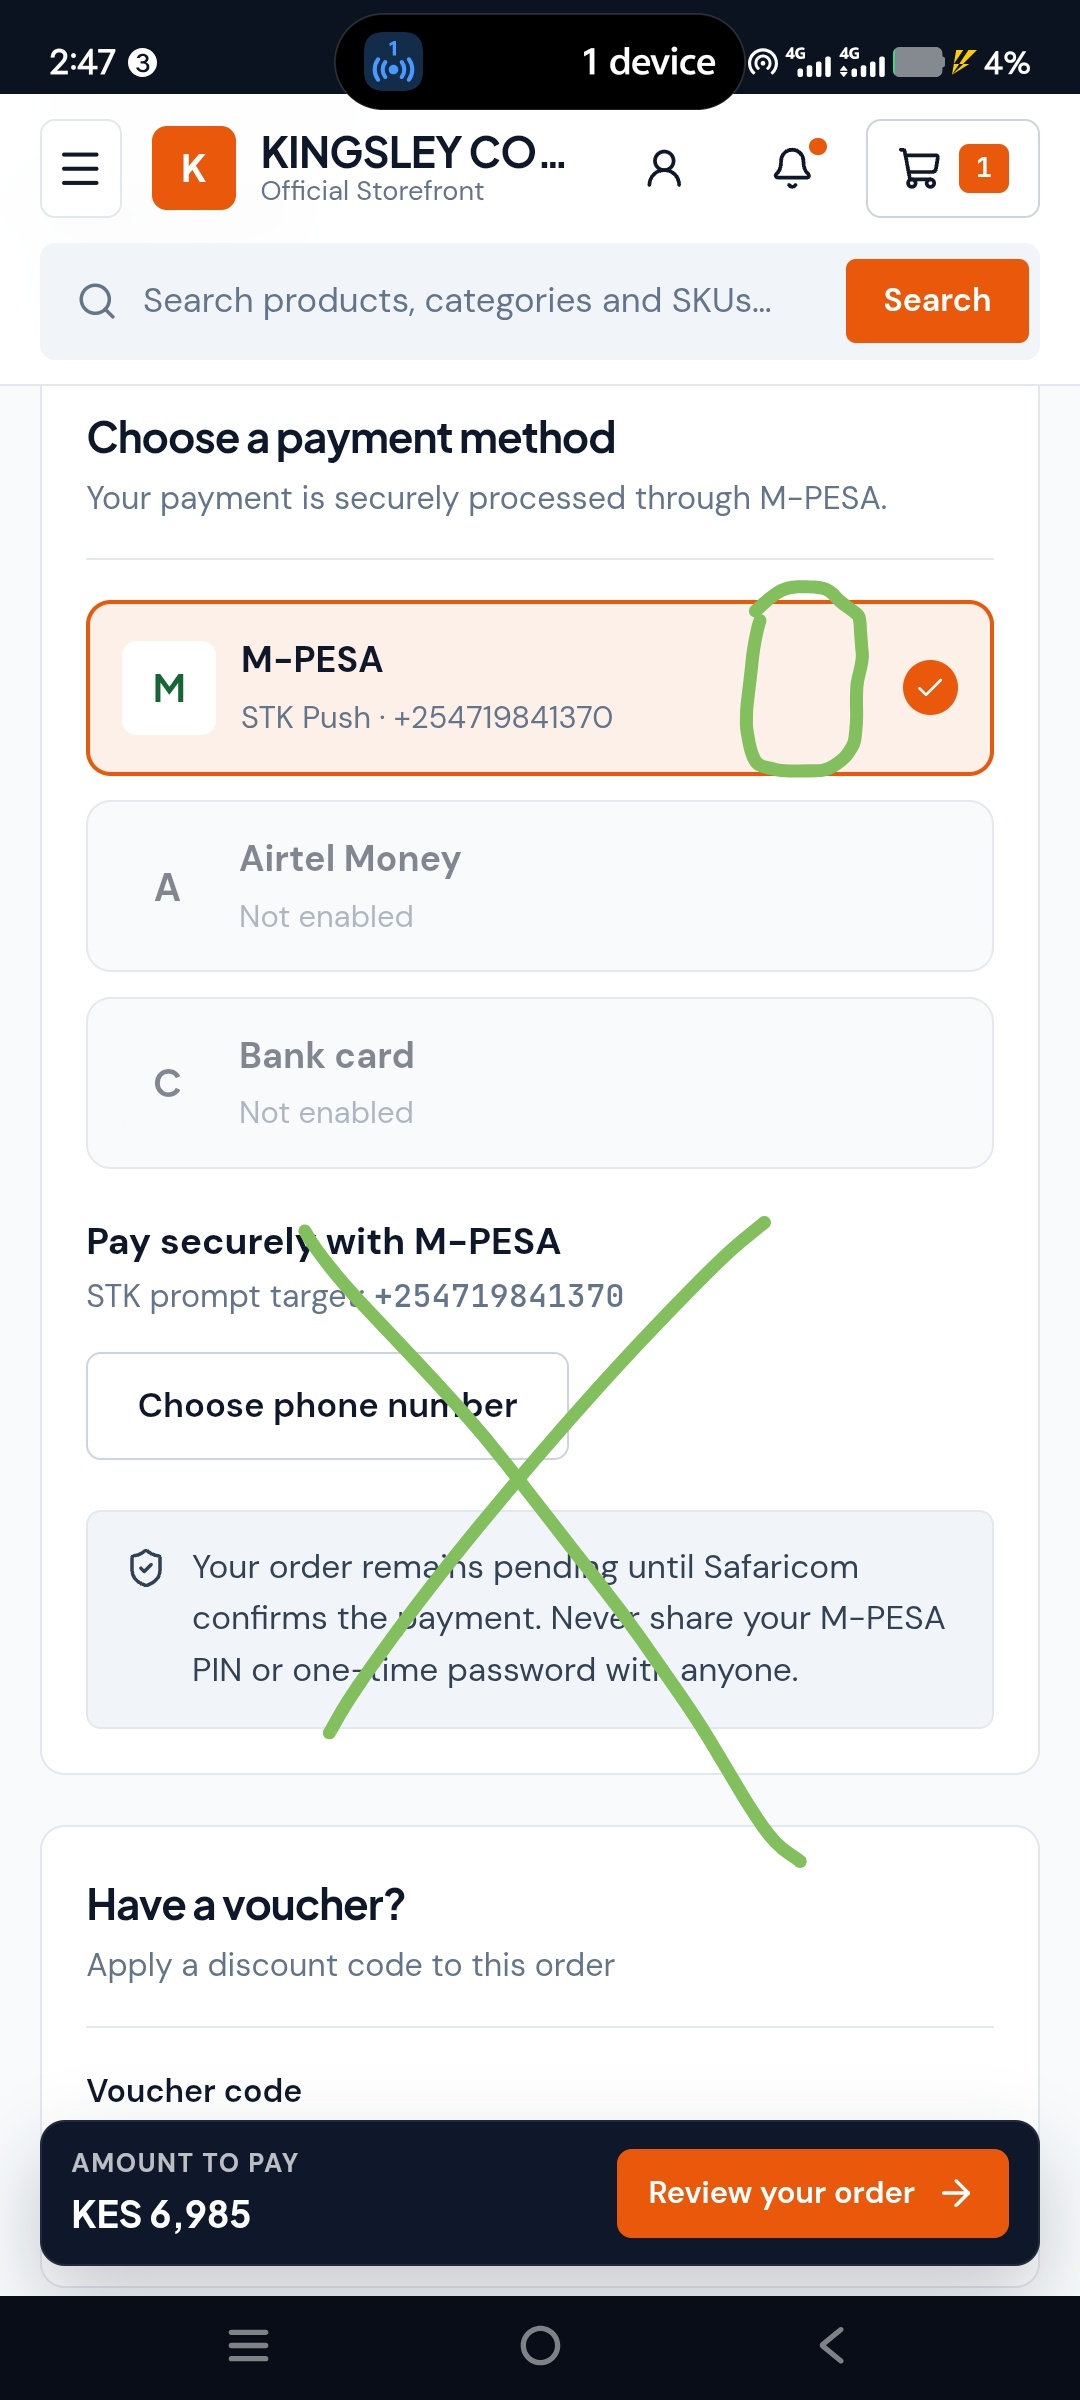 2:47 3
1
1 device
4G 4G 4%
K
KINGSLEY CO...
Official Storefront
1
Search products, categories and SKUs...
Search
Choose a payment method
Your payment is securely processed through M-PESA.
M
M-PESA
STK Push · +254719841370
A
Airtel Money
Not enabled
C
Bank card
Not enabled
Pay securely with M-PESA
STK prompt target: +254719841370
Choose phone number
Your order remains pending until Safaricom
confirms the payment. Never share your M-PESA
PIN or one-time password with anyone.
Have a voucher?
Apply a discount code to this order
Voucher code
AMOUNT TO PAY
KES 6,985
Review your order